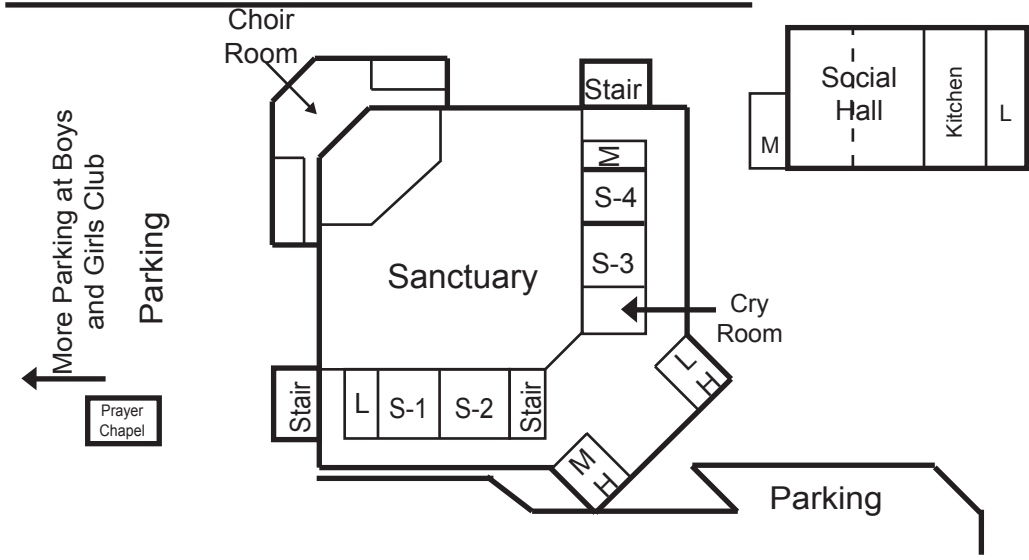 Choir
Room
Stair
Social
Hall
Kitchen
L
M
More Parking at Boys
and Girls Club
Parking
M
S-4
S-3
Sanctuary
Cry
Room
L
H
Prayer
Chapel
Stair
L
S-1
S-2
Stair
M
H
Parking